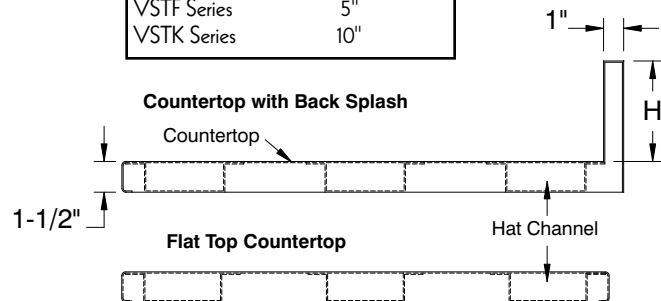 VSTF Series 5"
VSTK Series 10"
1"
Countertop with Back Splash
H
Countertop
1-1/2"
Hat Channel
Flat Top Countertop